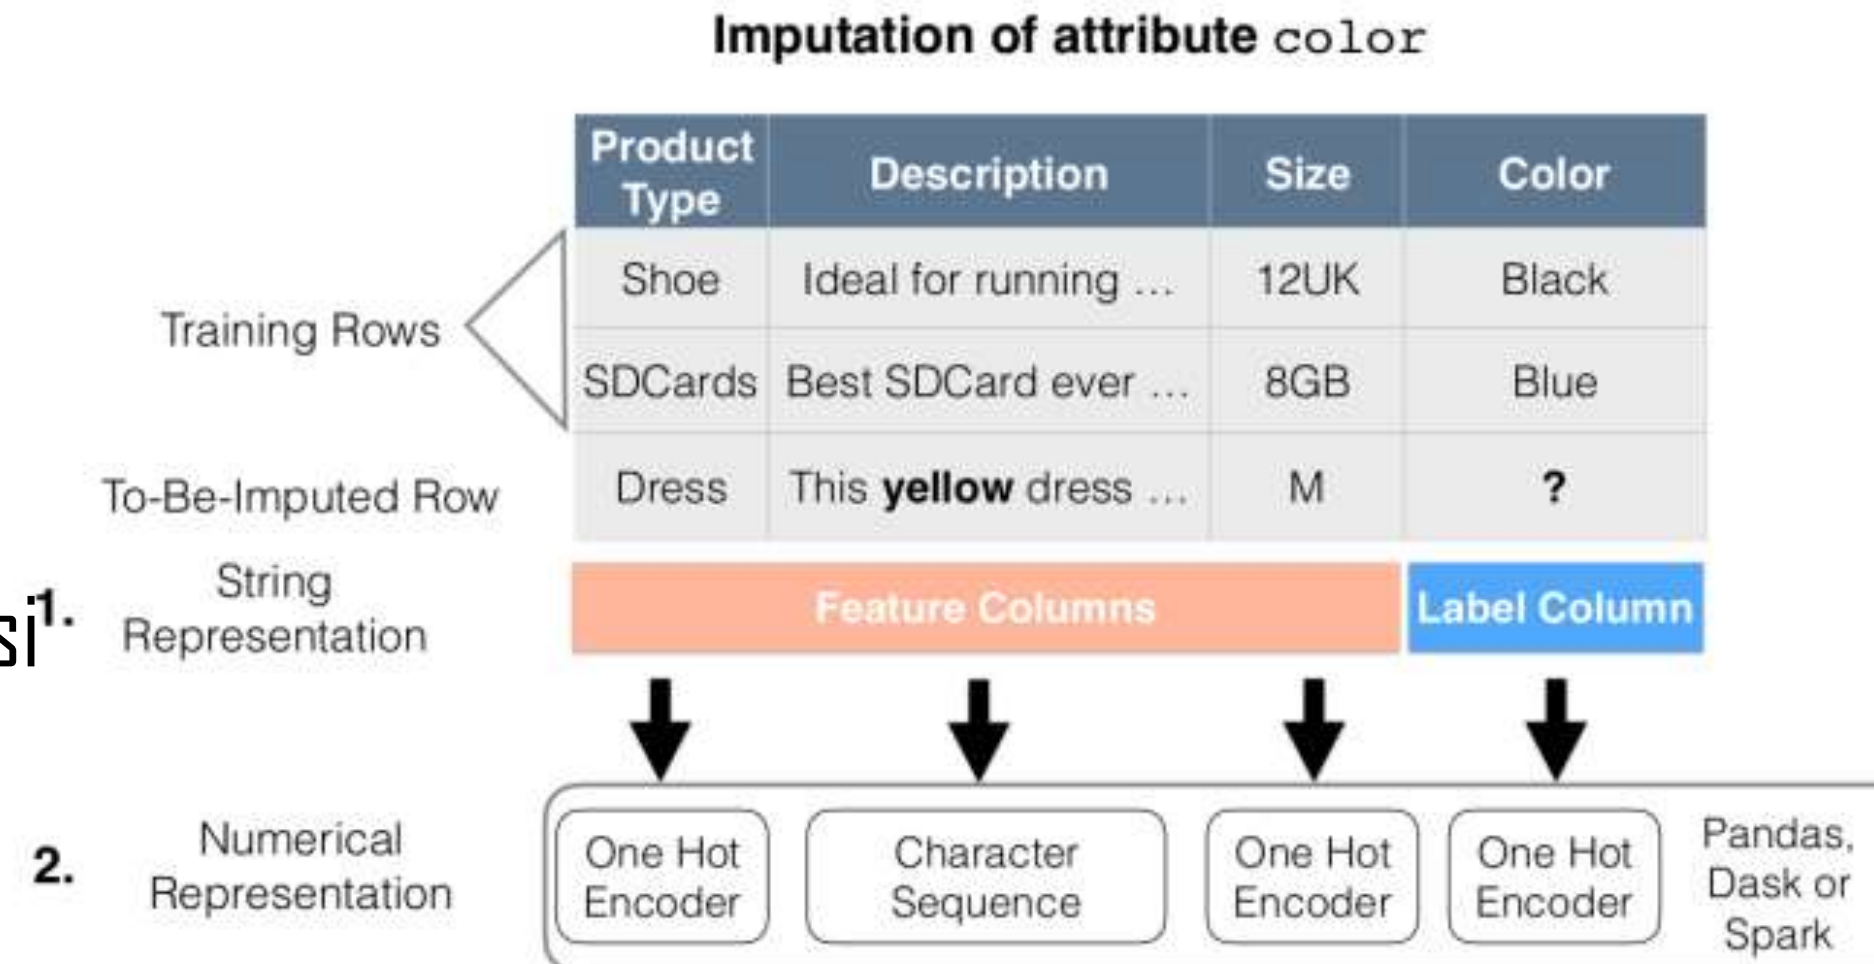 Imputation of attribute color
Product Type Description Size Color
Shoe Ideal for running ... 12UK Black
Training Rows
SDCards Best SDCard ever ... 8GB Blue
To-Be-Imputed Row Dress This yellow dress ... M ?
1. String Representation Feature Columns Label Column
si
2. Numerical Representation
One Hot Encoder
Character Sequence
One Hot Encoder
One Hot Encoder
Pandas, Dask or Spark